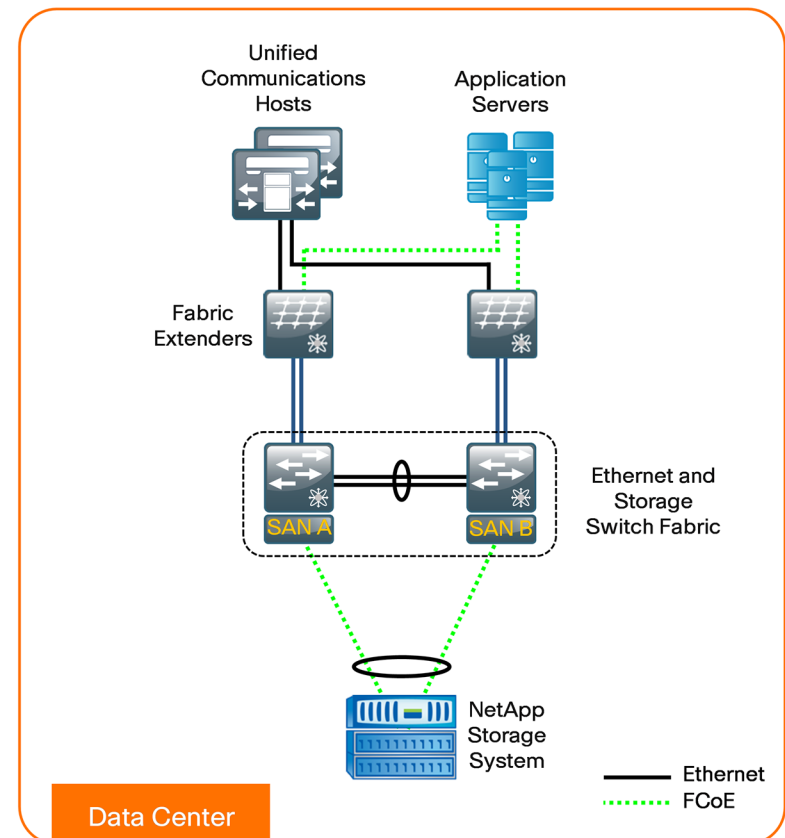 Unified
Communications
Hosts
Application
Servers
Fabric
Extenders
SAN A
SAN B
Ethernet and
Storage
Switch Fabric
NetApp
Storage
System
Ethernet
FCoE
Data Center